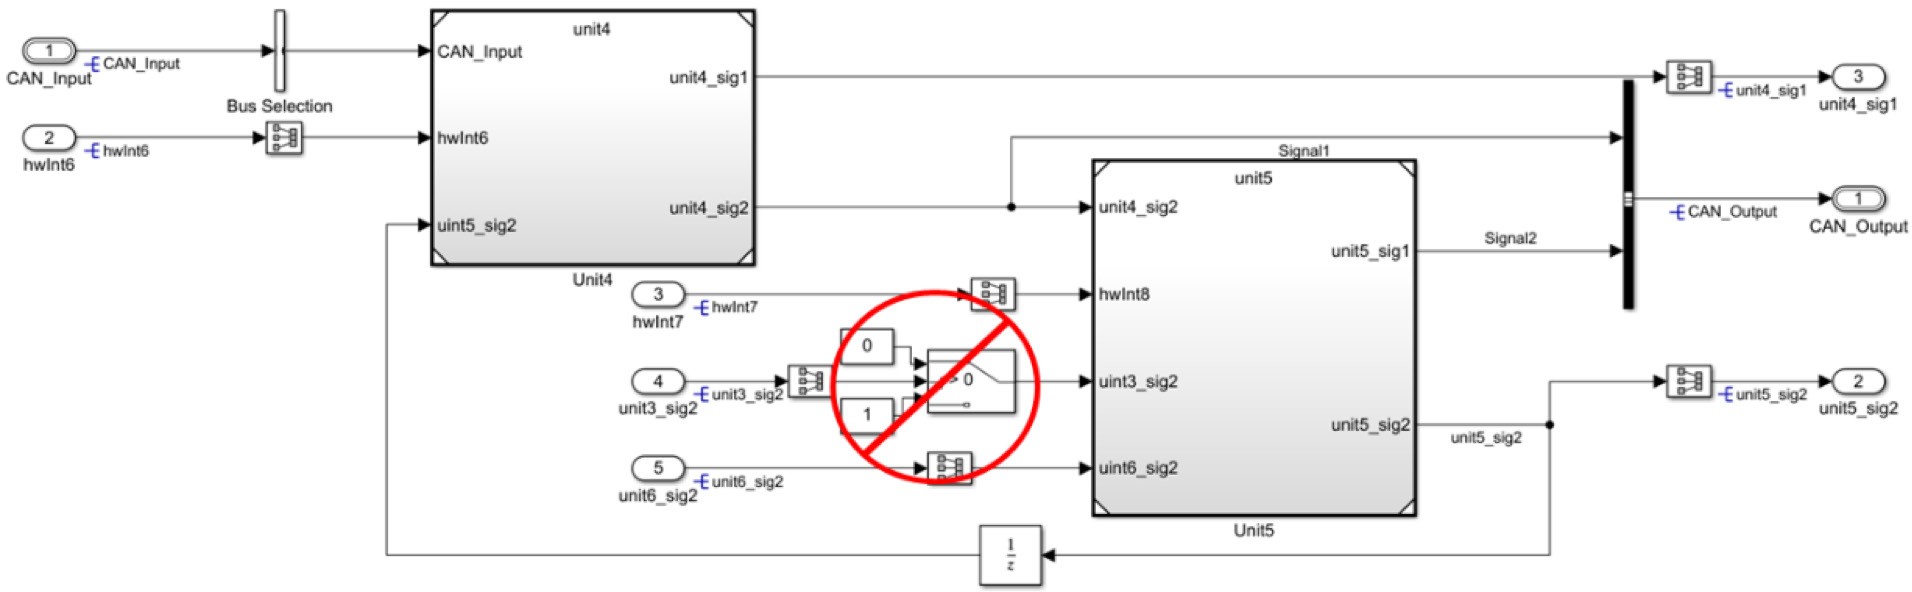 unit4
1
CAN_Input
CAN_Input
Bus Selection
2
hwInt6
hwInt6
CAN_Input
hwInt6
uint5_sig2
unit4_sig1
unit4_sig2
Unit4
3
unit4_sig1
unit4_sig1
Signal1
unit5
unit4_sig2
hwInt8
uint3_sig2
uint6_sig2
unit5_sig1
unit5_sig2
Unit5
Signal2
1
CAN_Output
CAN_Output
3
hwInt7
hwInt7
0
4
unit3_sig2
unit3_sig2
> 0
1
5
unit6_sig2
unit6_sig2
unit5_sig2
2
unit5_sig2
unit5_sig2
1
z